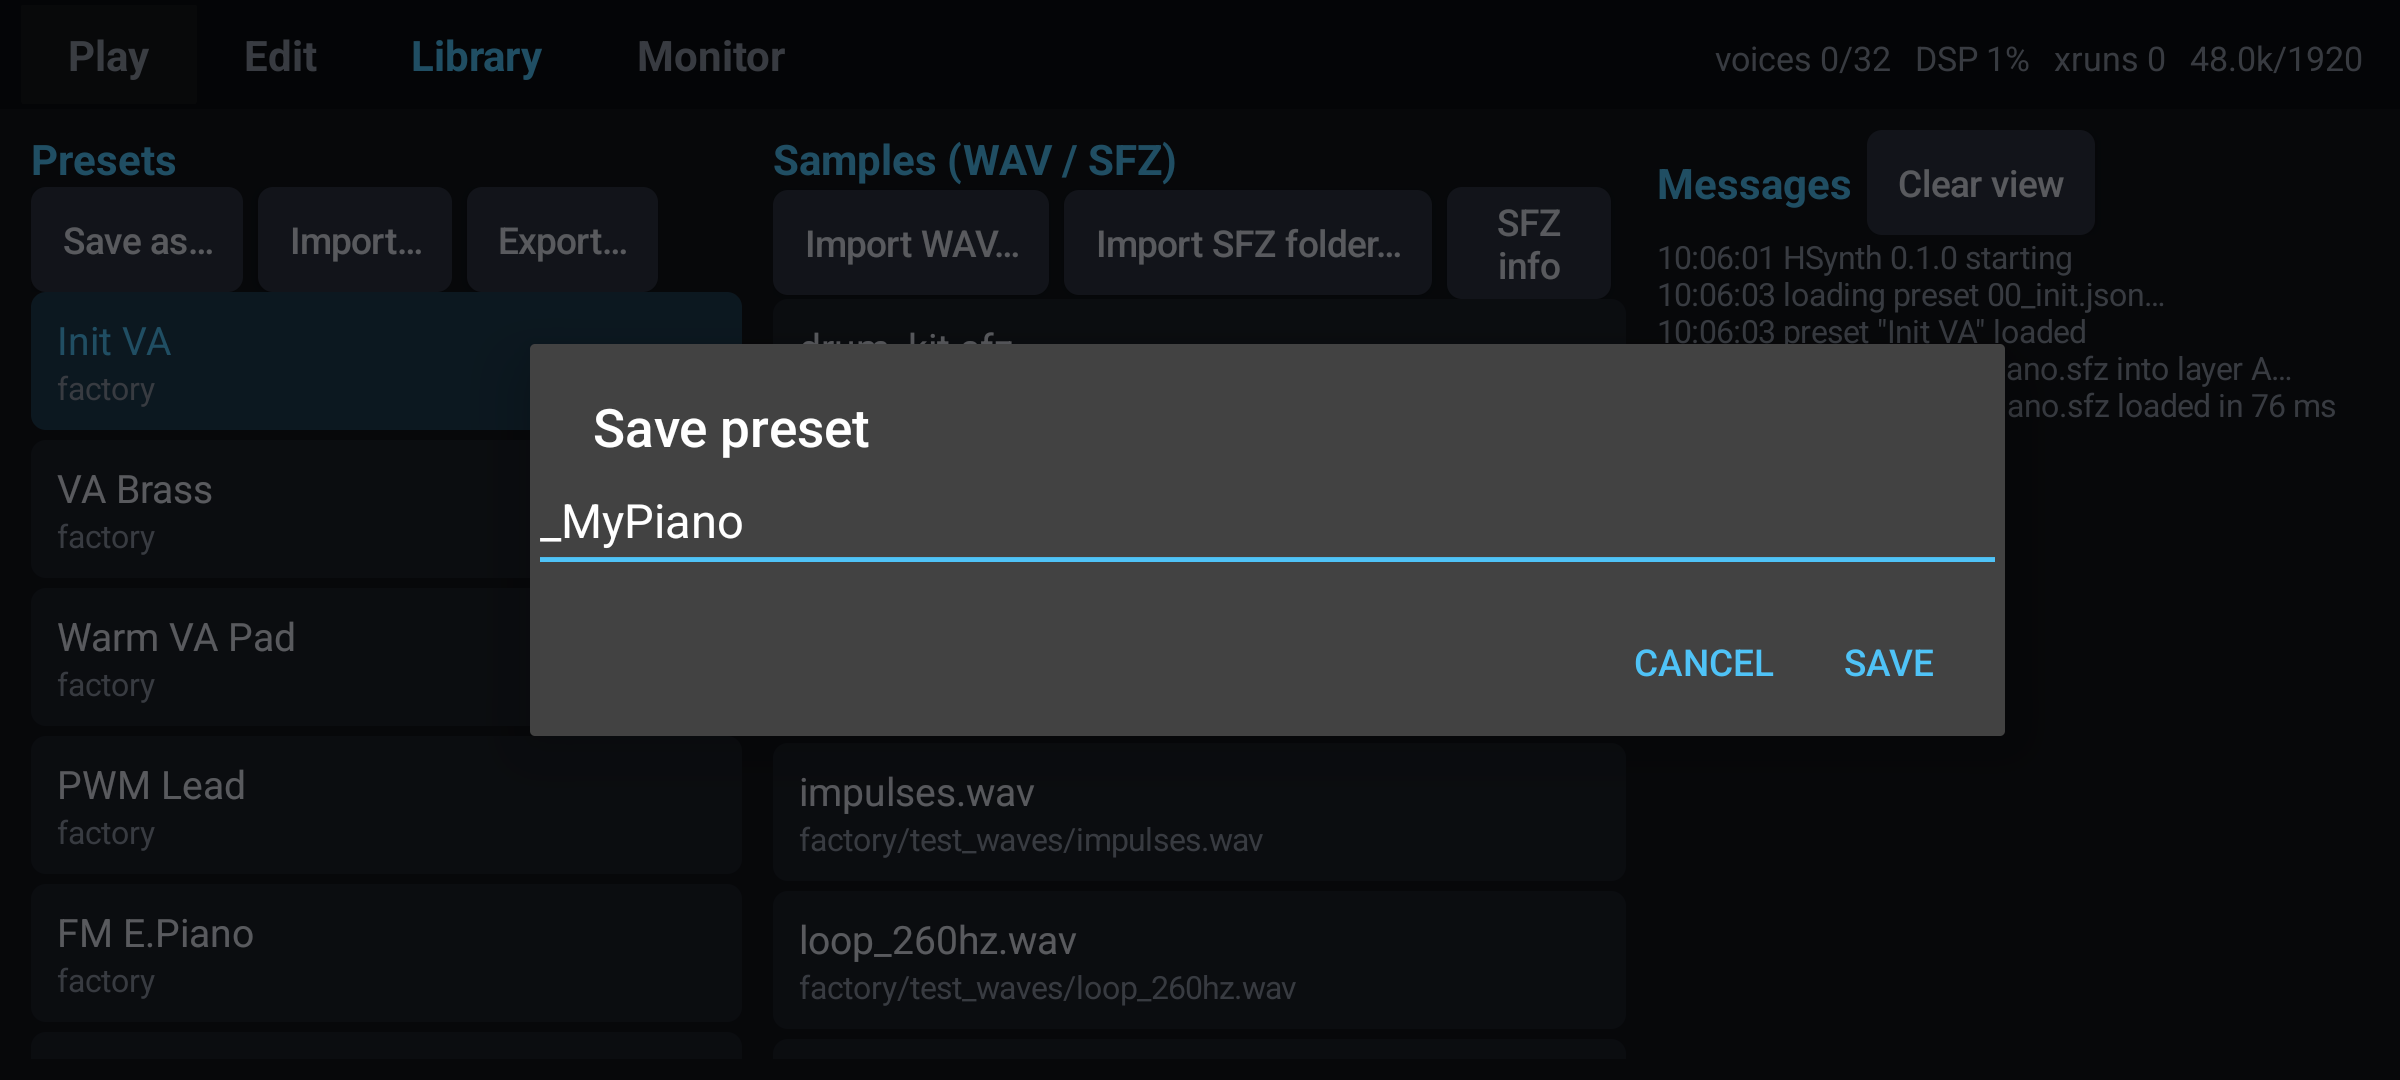 Play Edit Library Monitor voices 0/32 DSP 1% xruns 0 48.0k/1920
Presets
Save as... Import... Export...
Init VA
factory
VA Brass
factory
Warm VA Pad
factory
PWM Lead
factory
FM E.Piano
factory
Samples (WAV / SFZ)
Import WAV... Import SFZ folder... SFZ
info
impulses.wav
factory/test_waves/impulses.wav
loop_260hz.wav
factory/test_waves/loop_260hz.wav
Messages Clear view
10:06:01 HSynth 0.1.0 starting
10:06:03 loading preset 00_init.json...
10:06:03 preset "Init VA" loaded
ano.sfz into layer A...
ano.sfz loaded in 76 ms
Save preset
_MyPiano
CANCEL SAVE